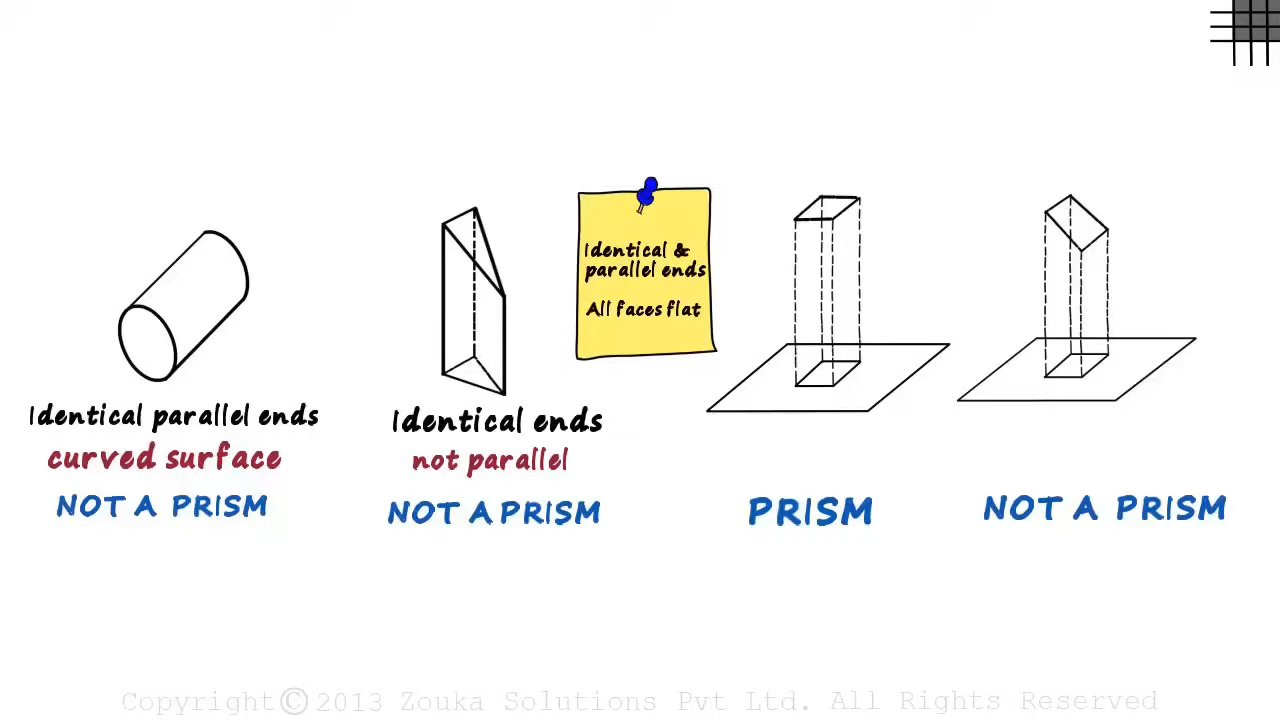 Identical &
parallel ends
All faces flat
Identical parallel ends
curved surface
NOT A PRISM
Identical ends
not parallel
NOT A PRISM
PRISM
NOT A PRISM
Copyright©2013 Zouka Solutions Pvt Ltd. All Rights Reserved